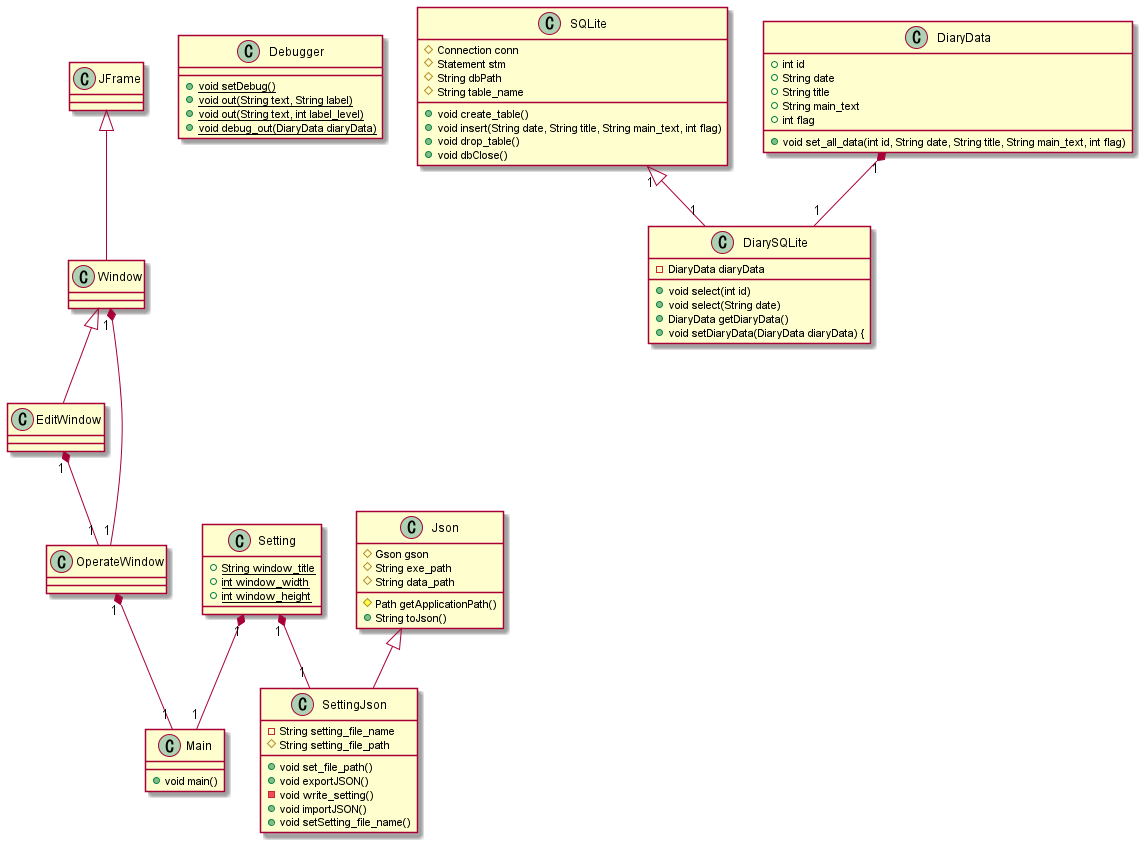 C JFrame
C Debugger
void setDebug()
void out(String text, String label)
void out(String text, int label_level)
void debug_out(DiaryData diaryData)
C SQLite
Connection conn
Statement stm
String dbPath
String table_name
void create_table()
void insert(String date, String title, String main_text, int flag)
void drop_table()
void dbClose()
C DiaryData
int id
String date
String title
String main_text
int flag
void set_all_data(int id, String date, String title, String main_text, int flag)
1
1
1
1
C DiarySQLite
DiaryData diaryData
void select(int id)
void select(String date)
DiaryData getDiaryData()
void setDiaryData(DiaryData diaryData) {
C Window
1
C EditWindow
1
1
1
C OperateWindow
1
C Setting
String window_title
int window_width
int window_height
1
1
C Json
Gson gson
String exe_path
String data_path
Path getApplicationPath()
String toJson()
1
1
1
C Main
void main()
C SettingJson
String setting_file_name
String setting_file_path
void set_file_path()
void exportJSON()
void write_setting()
void importJSON()
void setSetting_file_name()